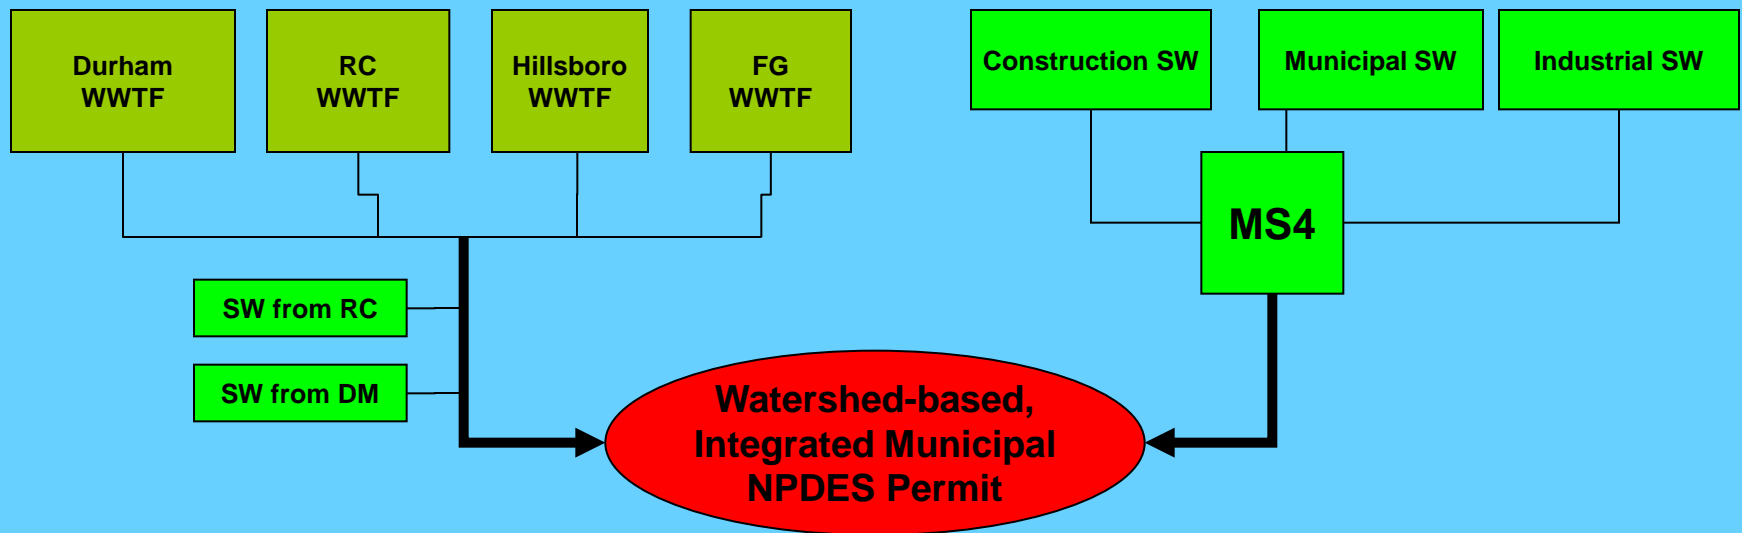 Durham
WWTF
RC
WWTF
Hillsboro
WWTF
FG
WWTF
Construction SW
Municipal SW
Industrial SW
MS4
SW from RC
SW from DM
Watershed-based,
Integrated Municipal
NPDES Permit